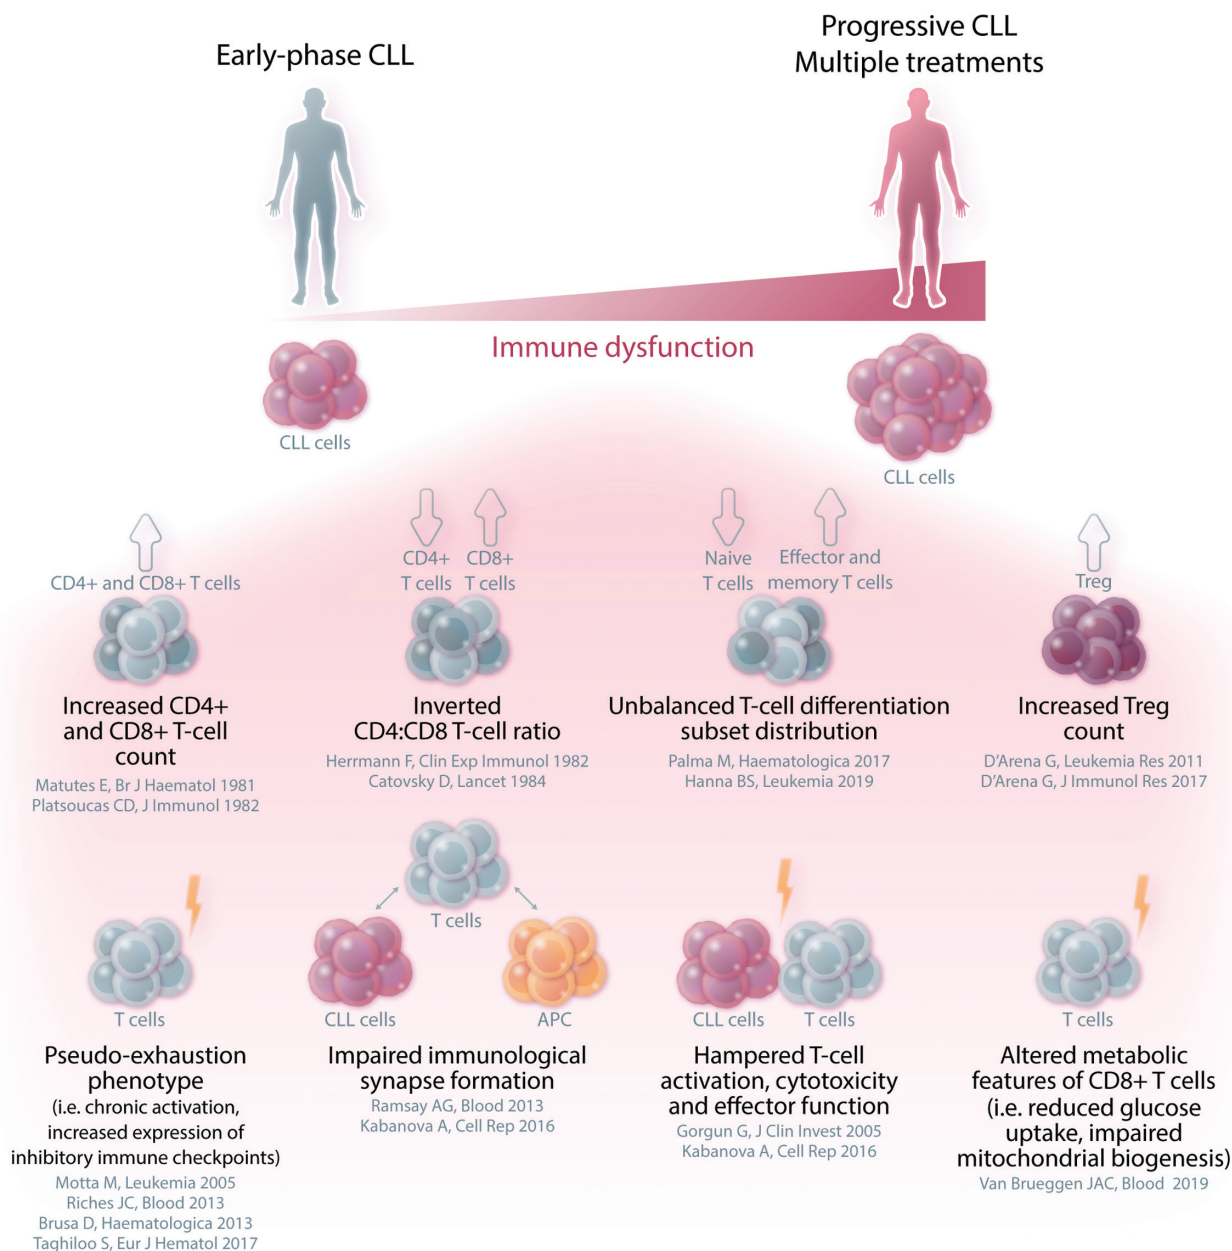 Early-phase CLL
Progressive CLL
Multiple treatments
Immune dysfunction
CLL cells
CLL cells
CD4+ and CD8+ T cells
Increased CD4+
and CD8+ T-cell
count
Matutes E, Br J Haematol 1981
Platsoucas CD, J Immunol 1982
CD4+
T cells
CD8+
T cells
Inverted
CD4:CD8 T-cell ratio
Herrmann F, Clin Exp Immunol 1982
Catovsky D, Lancet 1984
Naive
T cells
Effector and
memory T cells
Unbalanced T-cell differentiation
subset distribution
Palma M, Haematologica 2017
Hanna BS, Leukemia 2019
Treg
Increased Treg
count
D’Arena G, Leukemia Res 2011
D’Arena G, J Immunol Res 2017
T cells
Pseudo-exhaustion
phenotype
(i.e. chronic activation,
increased expression of
inhibitory immune checkpoints)
Motta M, Leukemia 2005
Riches JC, Blood 2013
Brusa D, Haematologica 2013
Taghiloo S, Eur J Hematol 2017
T cells
CLL cells
APC
Impaired immunological
synapse formation
Ramsay AG, Blood 2013
Kabanova A, Cell Rep 2016
CLL cells
T cells
Hampered T-cell
activation, cytotoxicity
and effector function
Gorgun G, J Clin Invest 2005
Kabanova A, Cell Rep 2016
T cells
Altered metabolic
features of CD8+ T cells
(i.e. reduced glucose
uptake, impaired
mitochondrial biogenesis)
Van Brueggen JAC, Blood 2019